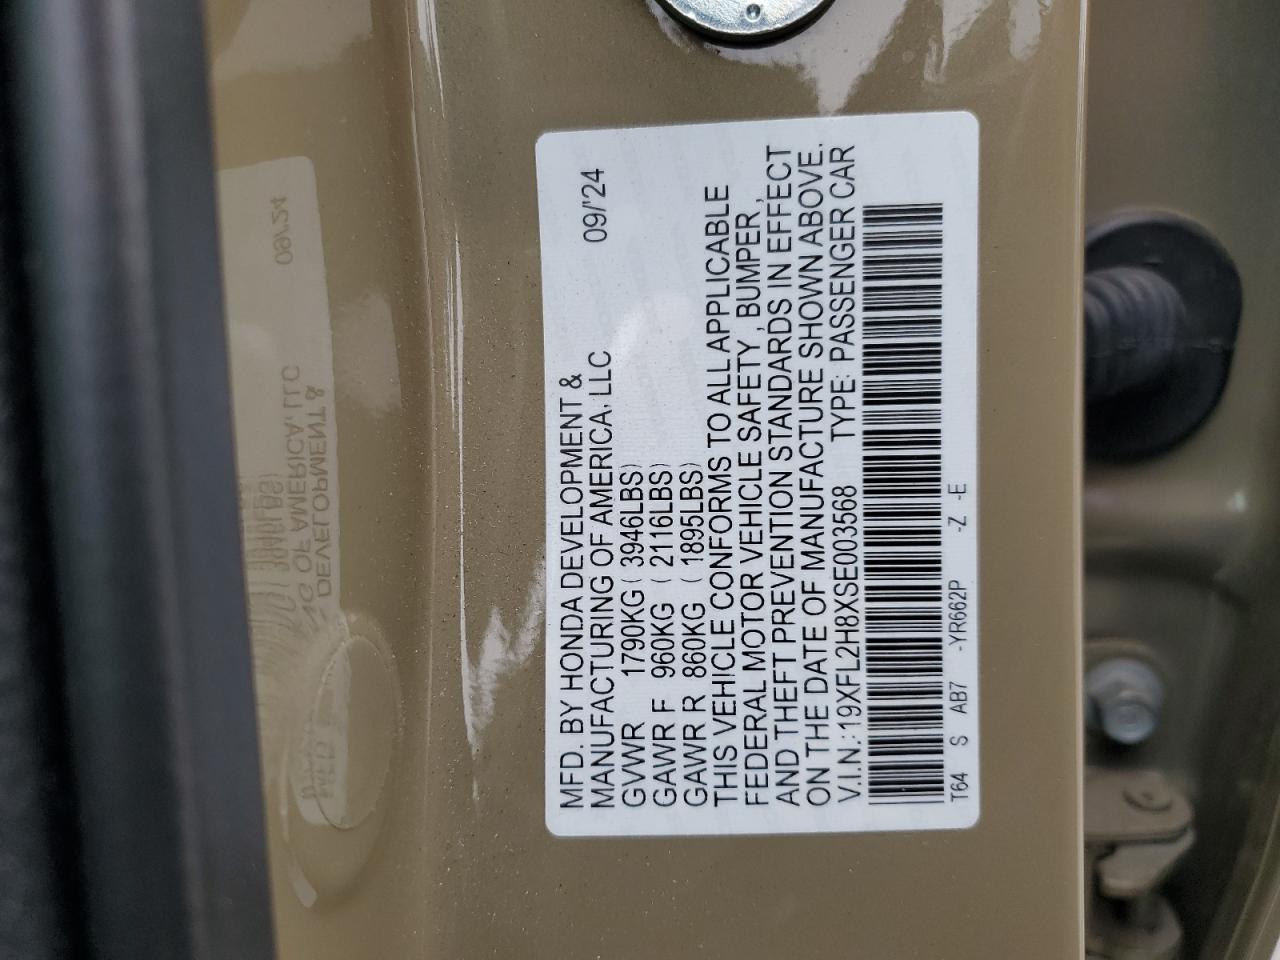 MFD. BY HONDA DEVELOPMENT &
MANUFACTURING OF AMERICA, LLC 09/'24
GVWR 1790KG ( 3946LBS)
GAWR F 960KG ( 2116LBS)
GAWR R 860KG ( 1895LBS)
THIS VEHICLE CONFORMS TO ALL APPLICABLE
FEDERAL MOTOR VEHICLE SAFETY , BUMPER ,
AND THEFT PREVENTION STANDARDS IN EFFECT
ON THE DATE OF MANUFACTURE SHOWN ABOVE.
V.I.N.: 19XFL2H8XSE003568 TYPE: PASSENGER CAR
T64 S AB7 -YR662P -Z -E